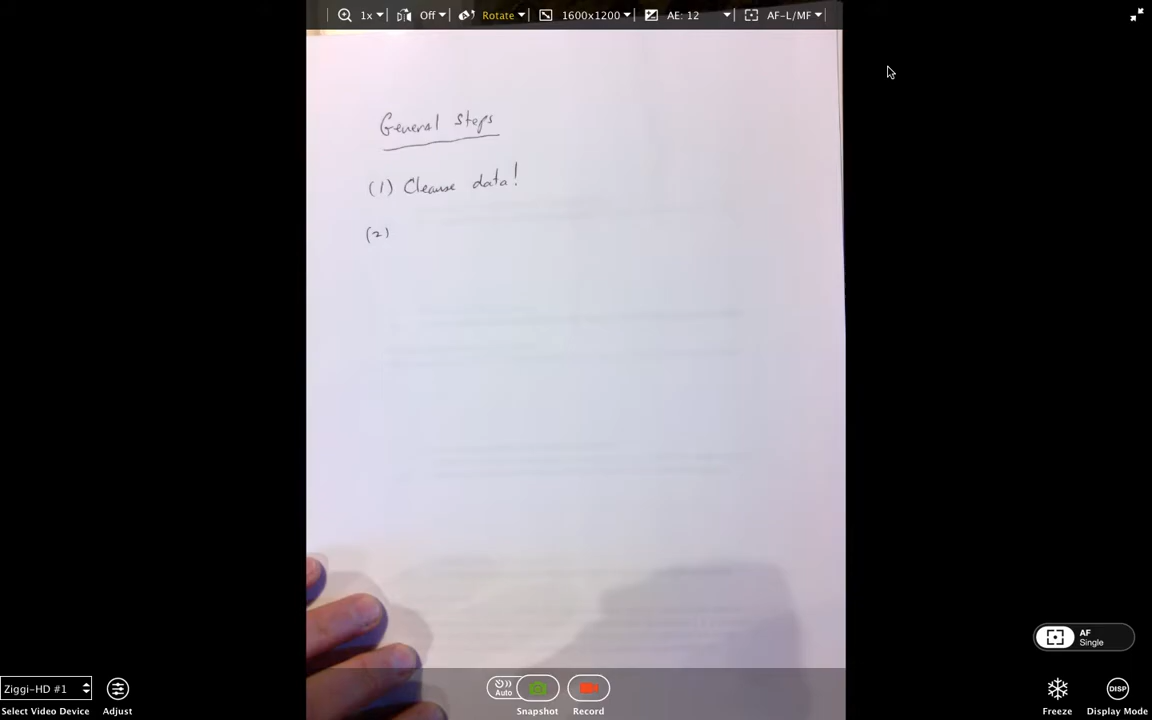 1x Off Rotate 1600x1200 AE: 12 AF-L/MF
General Steps
(1) Cleanse data!
(2)
AF
Single
Ziggi-HD #1
Auto
Select Video Device Adjust Snapshot Record Freeze DISP Display Mode